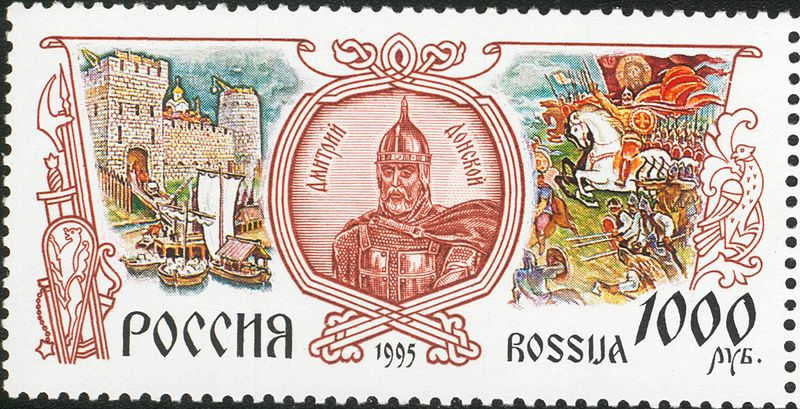 Дмитрий Донской
РОССИЯ
1995
ROSSIJA
1000
руб.